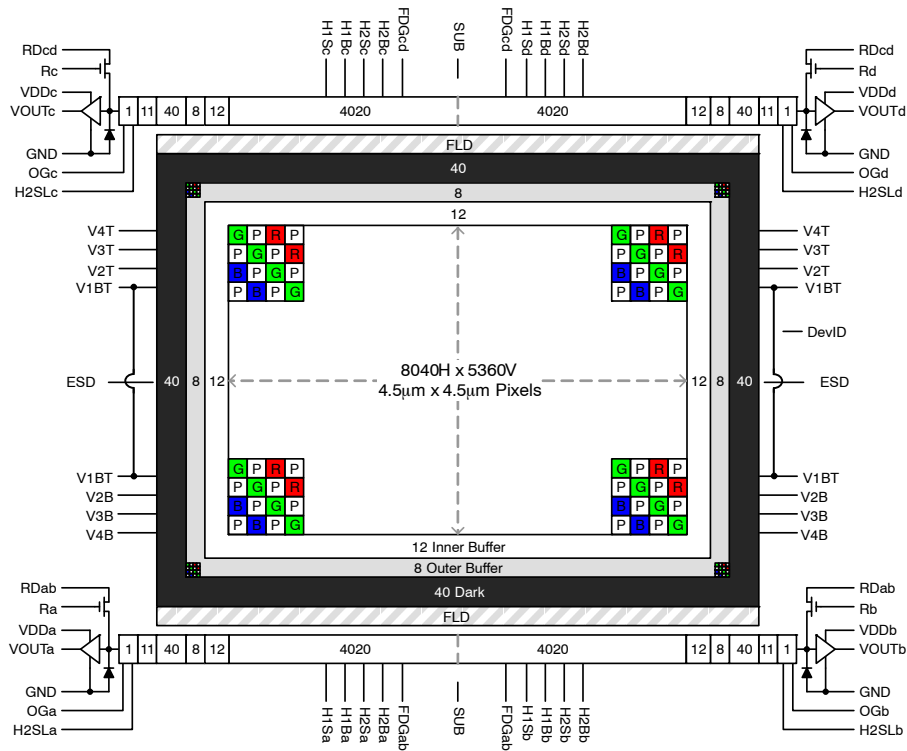 H1Sc H1Bc H2Sc H2Bc FDGcd SUB FDGcd H1Sd H1Bd H2Sd H2Bd
RDcd RDcd
Rc Rd
VDDc VDDd
VOUTc 1 11 40 8 12 4020 4020 12 8 40 11 1 VOUTd
GND FLD GND
OGc 40 OGd
H2SLc 8 H2SLd
12
V4T G P R P G P R P V4T
V3T P G P R P G P R V3T
V2T B P G P B P G P V2T
V1BT P B P G P B P G V1BT
DevID
8040H x 5360V
ESD 40 8 12 12 8 40 ESD
4.5μm x 4.5μm Pixels
G P R P G P R P
V1BT P G P R P G P R V1BT
V2B B P G P B P G P V2B
V3B P B P G P B P G V3B
V4B V4B
12 Inner Buffer
8 Outer Buffer
RDab 40 Dark RDab
Ra FLD Rb
VDDa VDDb
VOUTa 1 11 40 8 12 4020 4020 12 8 40 11 1 VOUTb
GND GND
OGa OGb
H2SLa H2SLb
H1Sa H1Ba H2Sa H2Ba FDGab SUB FDGab H1Sb H1Bb H2Sb H2Bb